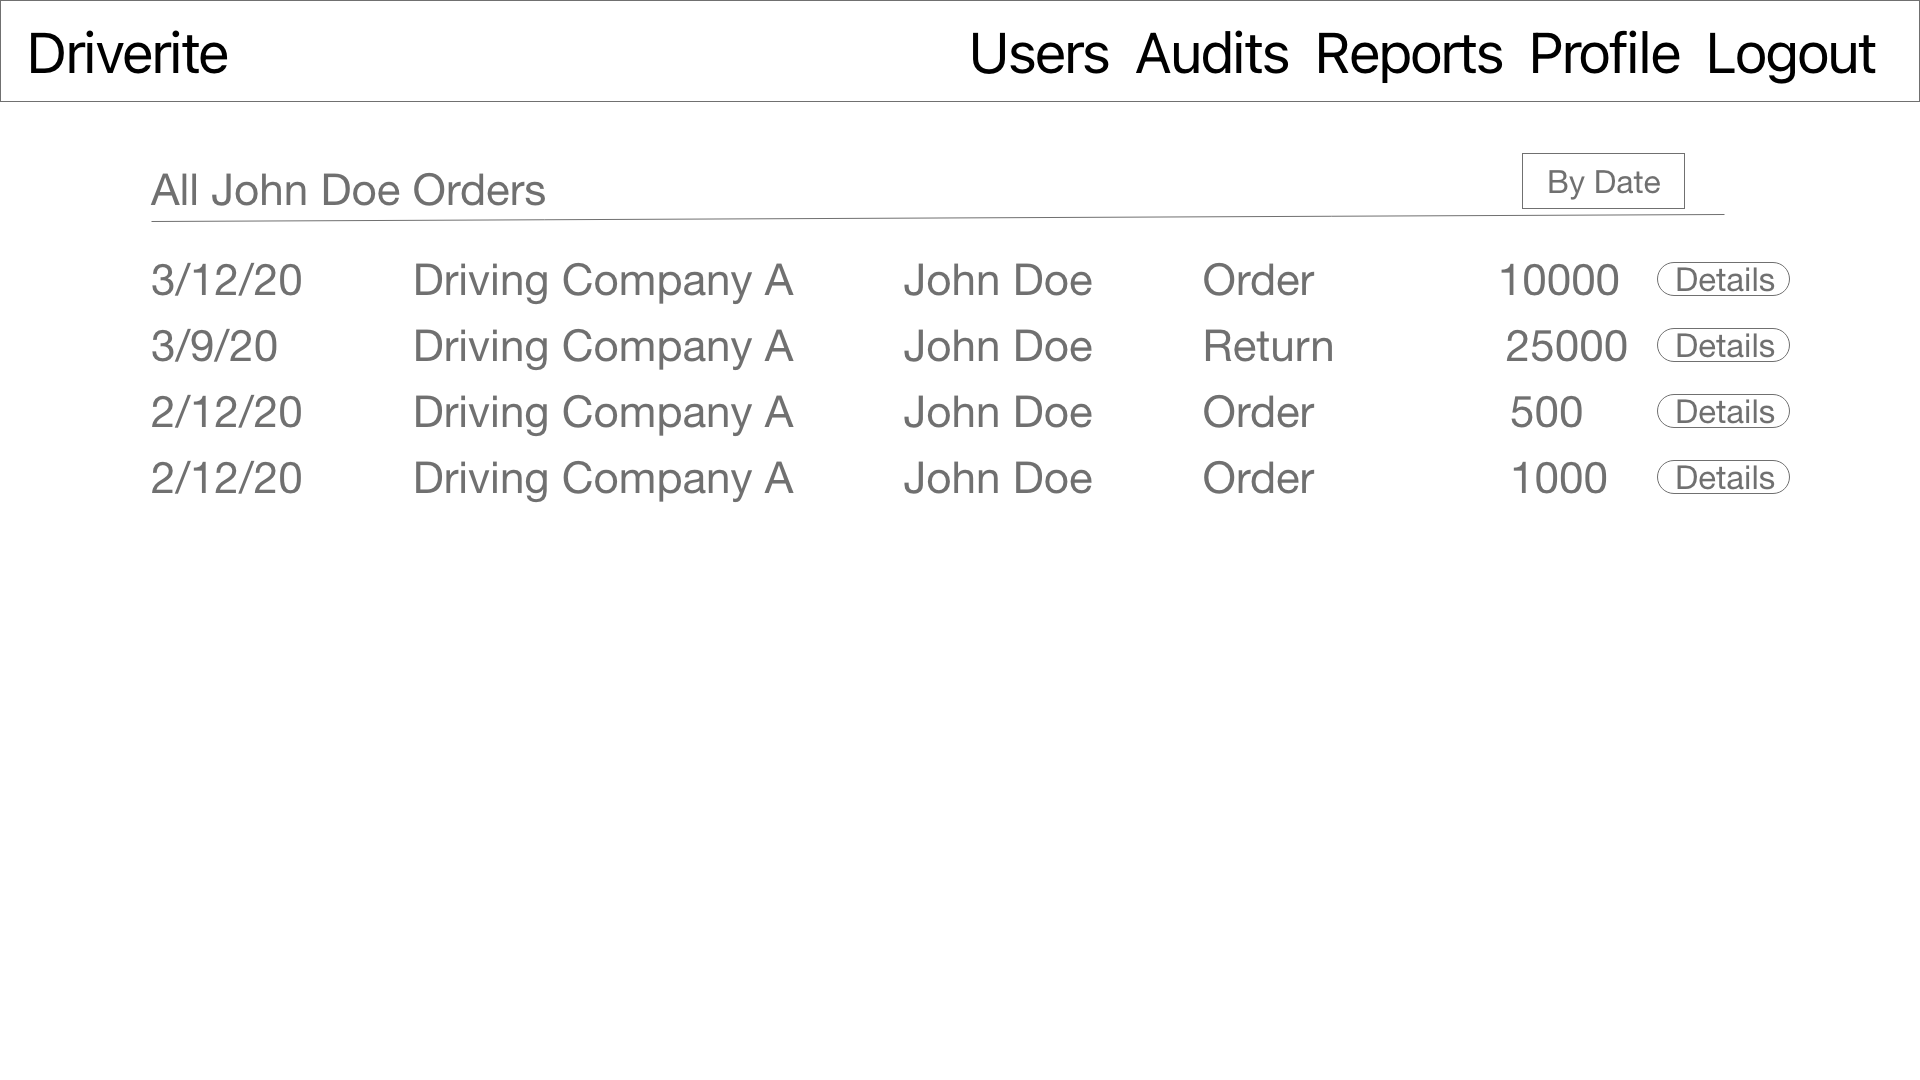 Driverite Users Audits Reports Profile Logout
All John Doe Orders By Date
3/12/20 Driving Company A John Doe Order 10000 Details
3/9/20 Driving Company A John Doe Return 25000 Details
2/12/20 Driving Company A John Doe Order 500 Details
2/12/20 Driving Company A John Doe Order 1000 Details